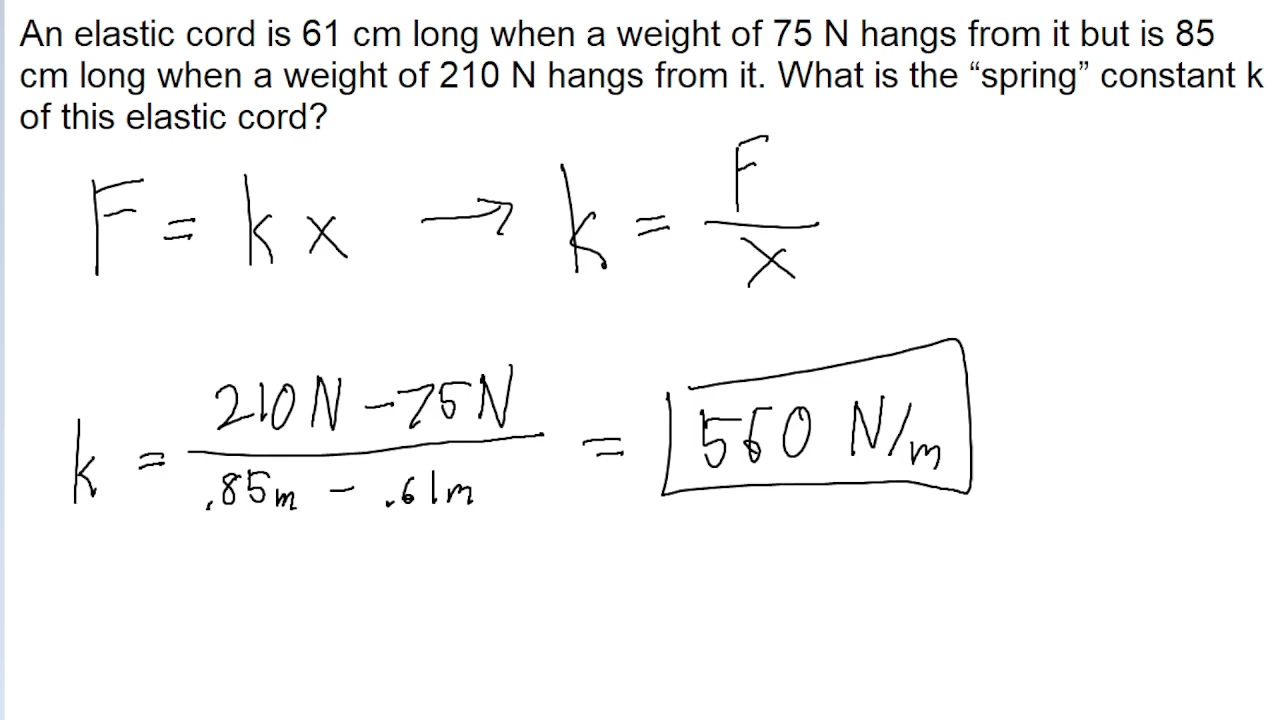 An elastic cord is 61 cm long when a weight of 75 N hangs from it but is 85
cm long when a weight of 210 N hangs from it. What is the “spring” constant k
of this elastic cord?
F = kx → k = F/x
k = 210N - 75N / .85m - .61m = 560 N/m